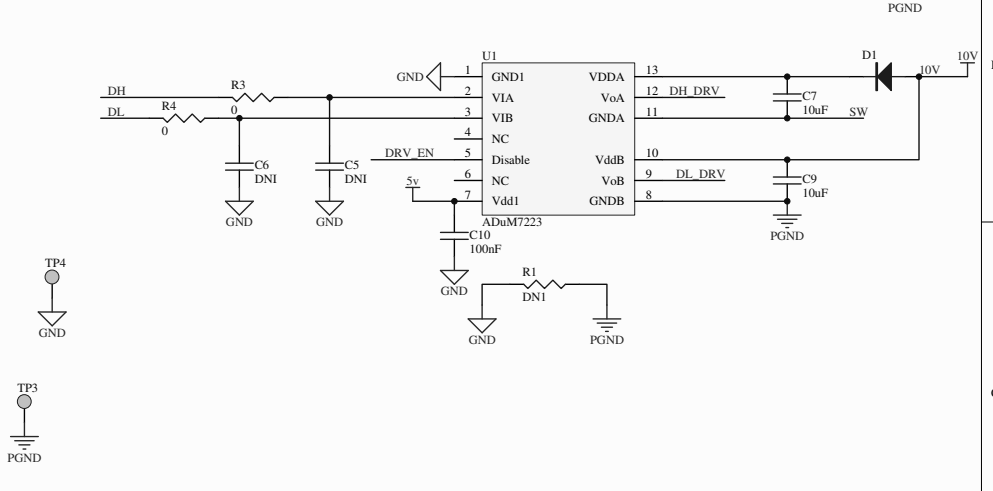 PGND
U1
D1
10V
10V
GND
1
GND1
VDDA
13
DH
R3
0
2
VIA
VoA
12
DH_DRV
C7
10uF
DL
R4
0
3
VIB
GNDA
11
SW
4
NC
DRV_EN
5
Disable
VddB
10
C6
DNI
C5
DNI
5v
6
NC
VoB
9
DL_DRV
C9
10uF
7
Vdd1
GNDB
8
GND
GND
ADuM7223
PGND
C10
100nF
TP4
GND
R1
DN1
GND
GND
PGND
TP3
PGND